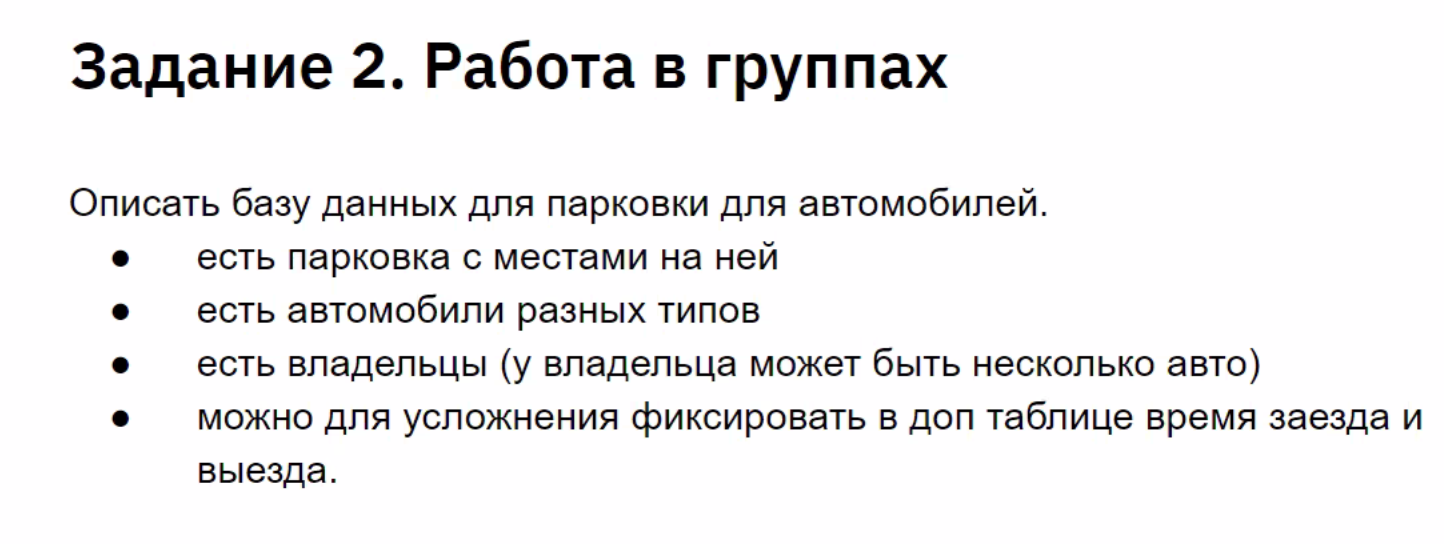 Задание 2. Работа в группах
Описать базу данных для парковки для автомобилей.
● есть парковка с местами на ней
● есть автомобили разных типов
● есть владельцы (у владельца может быть несколько авто)
● можно для усложнения фиксировать в доп таблице время заезда и
выезда.